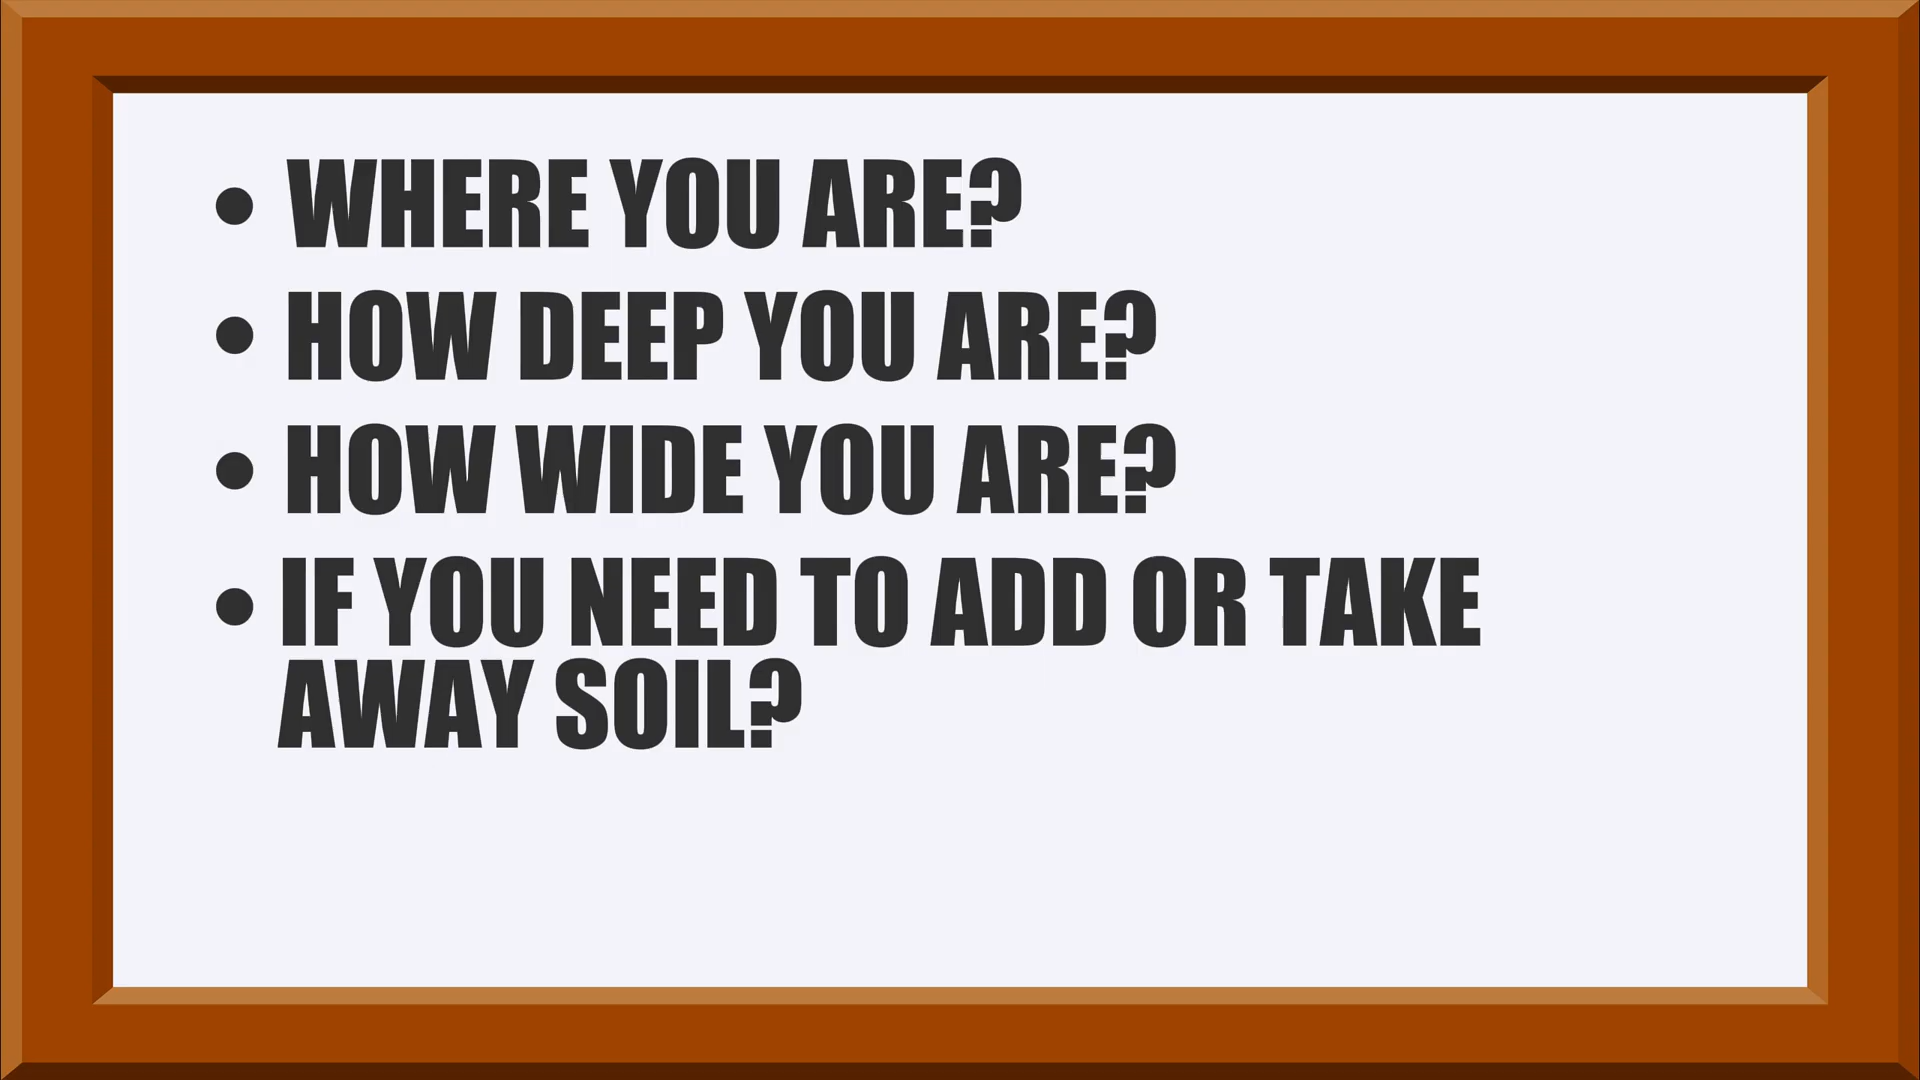 • WHERE YOU ARE?
• HOW DEEP YOU ARE?
• HOW WIDE YOU ARE?
• IF YOU NEED TO ADD OR TAKE
AWAY SOIL?